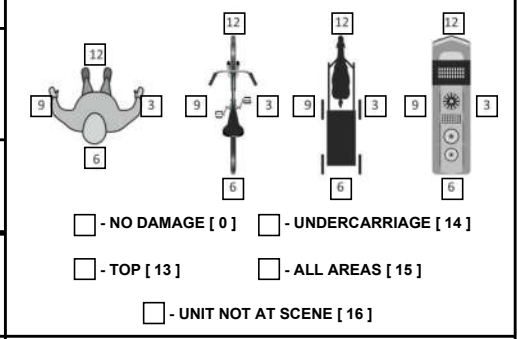 12 12 12 12
9 3 9 3 9 3 9 3
6 6 6 6
- NO DAMAGE [ 0 ] - UNDERCARRIAGE [ 14 ]
- TOP [ 13 ] - ALL AREAS [ 15 ]
- UNIT NOT AT SCENE [ 16 ]